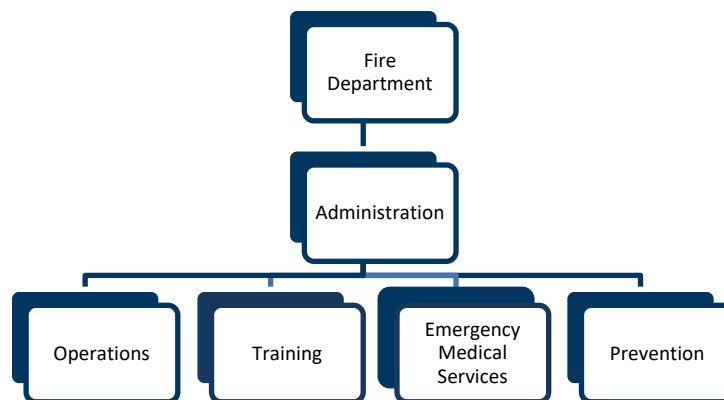 Fire
Department
Administration
Operations
Training
Emergency
Medical
Services
Prevention